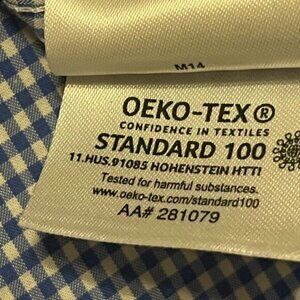 M14
OEKO-TEX®
CONFIDENCE IN TEXTILES
STANDARD 100
11.HUS.91085 HOHENSTEIN HTTI
Tested for harmful substances.
www.oeko-tex.com/standard100
AA# 281079